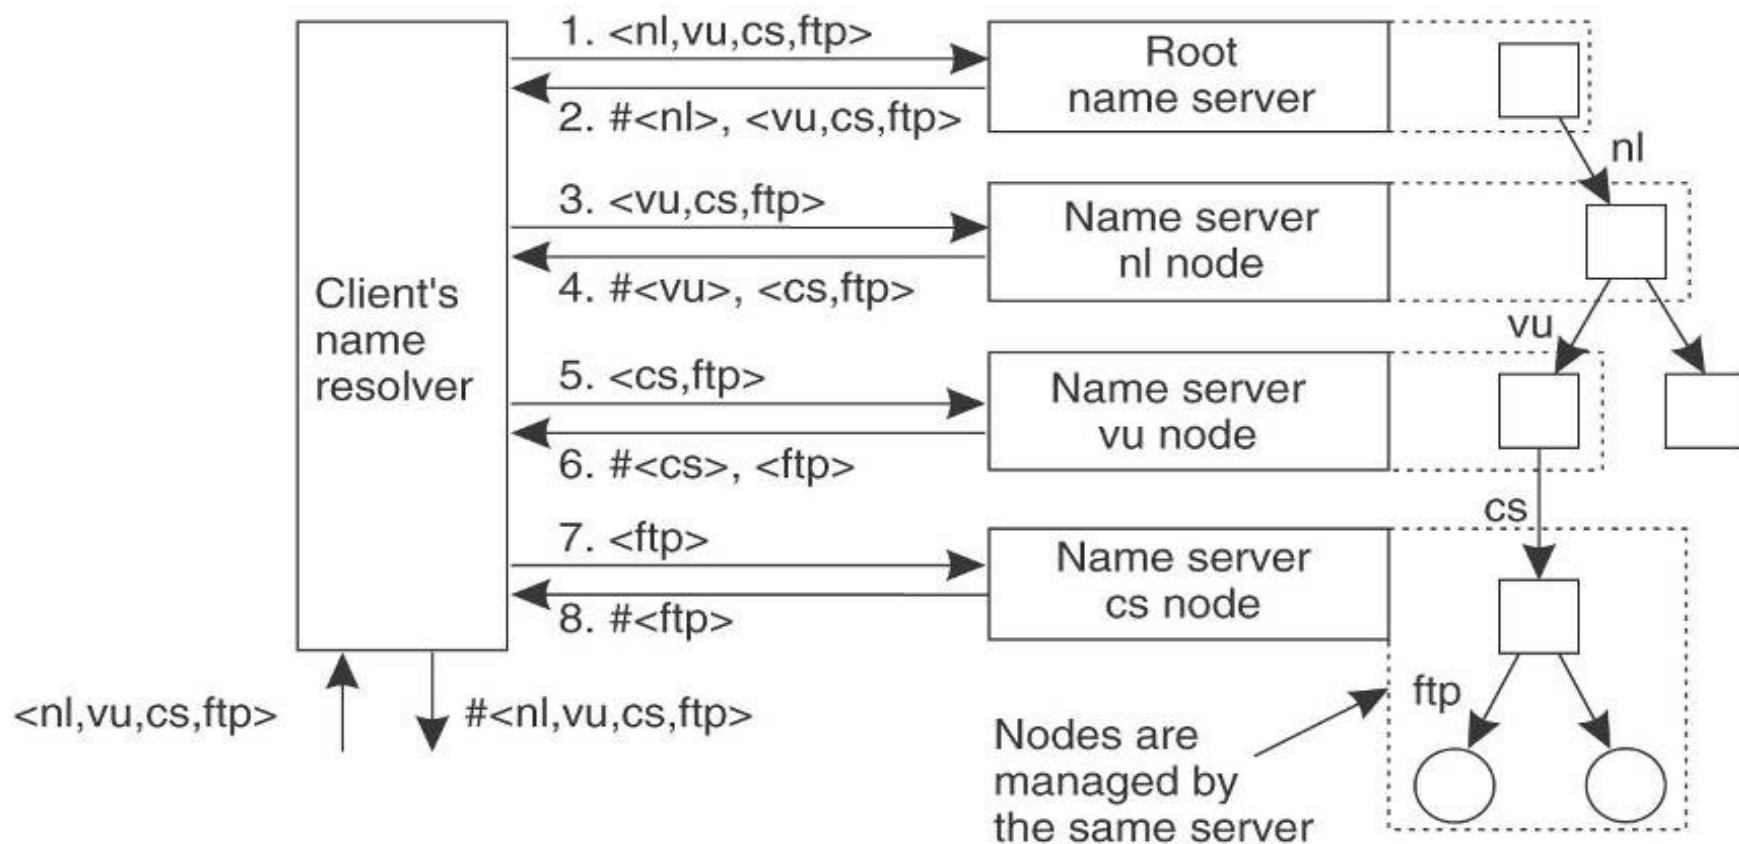 1. <nl,vu,cs,ftp>
Root
name server
2. #<nl>, <vu,cs,ftp>
nl
3. <vu,cs,ftp>
Name server
nl node
4. #<vu>, <cs,ftp>
Client's
name
resolver
vu
5. <cs,ftp>
Name server
vu node
6. #<cs>, <ftp>
cs
7. <ftp>
Name server
cs node
8. #<ftp>
<nl,vu,cs,ftp>
#<nl,vu,cs,ftp>
ftp
Nodes are
managed by
the same server